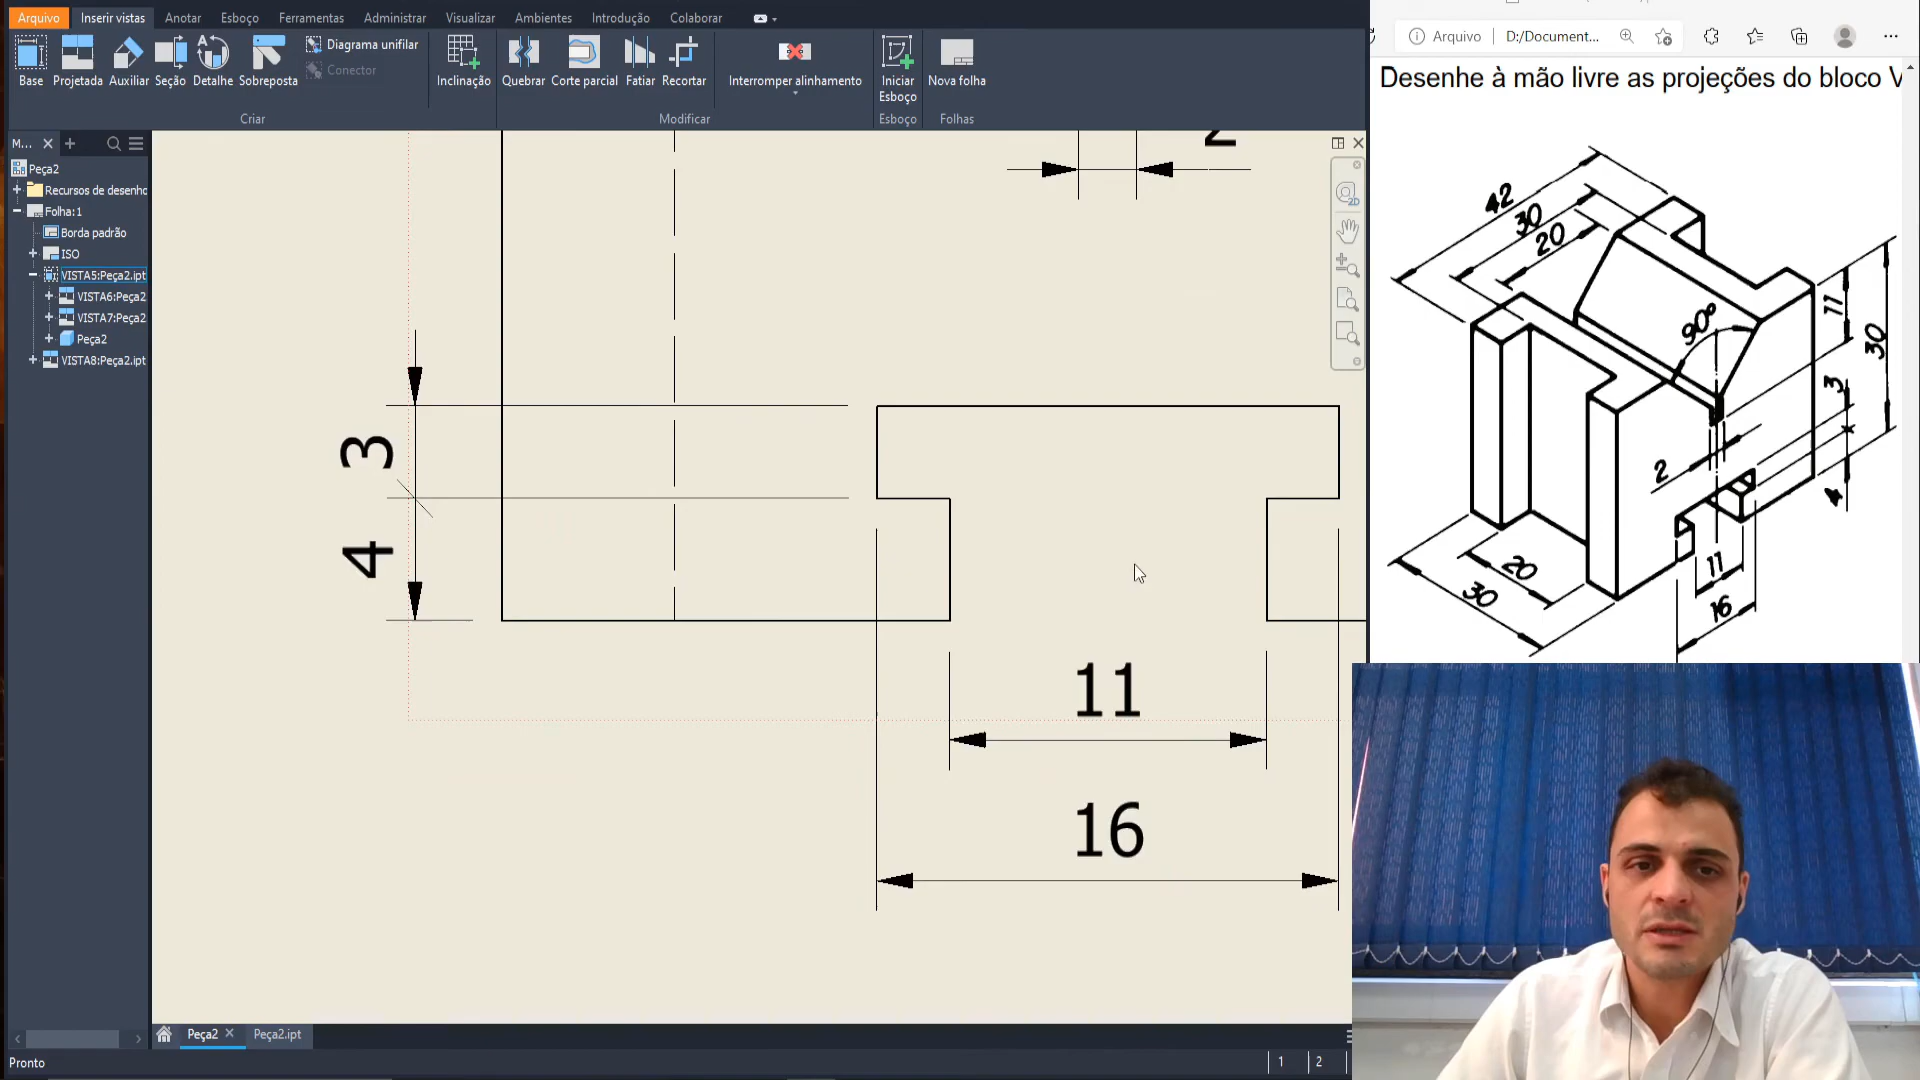 Arquivo Inserir vistas Anotar Esboço Ferramentas Administrar Visualizar Ambientes Introdução Colaborar
Base Projetada Auxiliar Seção Detalhe Sobreposta
Diagrama unifilar
Conector
Inclinação
Quebrar Corte parcial Fatiar Recortar
Interromper alinhamento
Iniciar Esboço
Nova folha
Criar Modificar Esboço Folhas
M...
Peça2
Recursos de desenho
Folha:1
Borda padrão
ISO
VISTA5:Peça2.ipt
VISTA6:Peça2
VISTA7:Peça2
Peça2
VISTA8:Peça2.ipt
2
2D
3
4
11
16
Peça2 Peça2.ipt
Pronto
1 2
Arquivo D:/Document...
Desenhe à mão livre as projeções do bloco V
42
30
20
90º
11
30
3
2
4
11
16
20
30